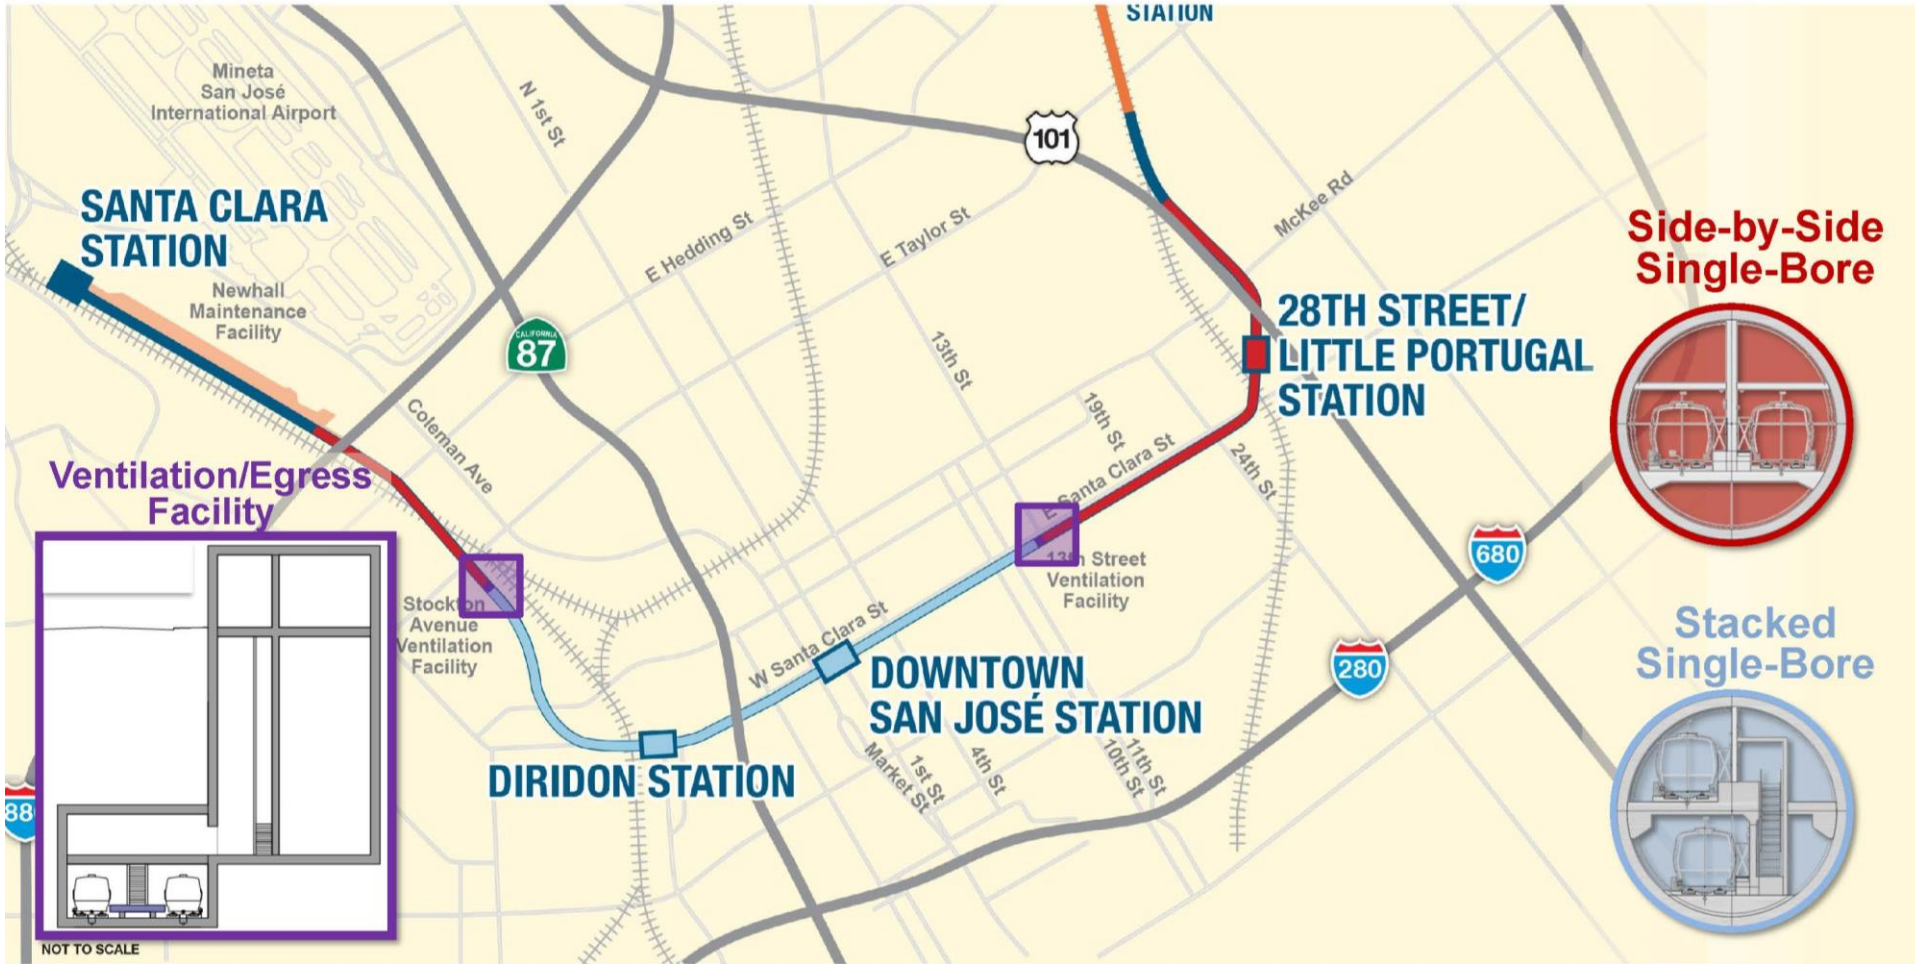 STATION
Mineta
San José
International Airport
N 1st St
101
McKee Rd
SANTA CLARA
STATION
E Hedding St
E Taylor St
Side-by-Side
Single-Bore
Newhall
Maintenance
Facility
28TH STREET/
LITTLE PORTUGAL
STATION
CALIFORNIA
87
13th St
19th St
Coleman Ave
E Santa Clara St
24th St
Ventilation/Egress
Facility
680
13th Street
Ventilation
Facility
Stockton
Avenue
Ventilation
Facility
W Santa Clara St
Stacked
Single-Bore
280
DOWNTOWN
SAN JOSÉ STATION
DIRIDON STATION
Market St
1st St
4th St
10th St
11th St
88
NOT TO SCALE